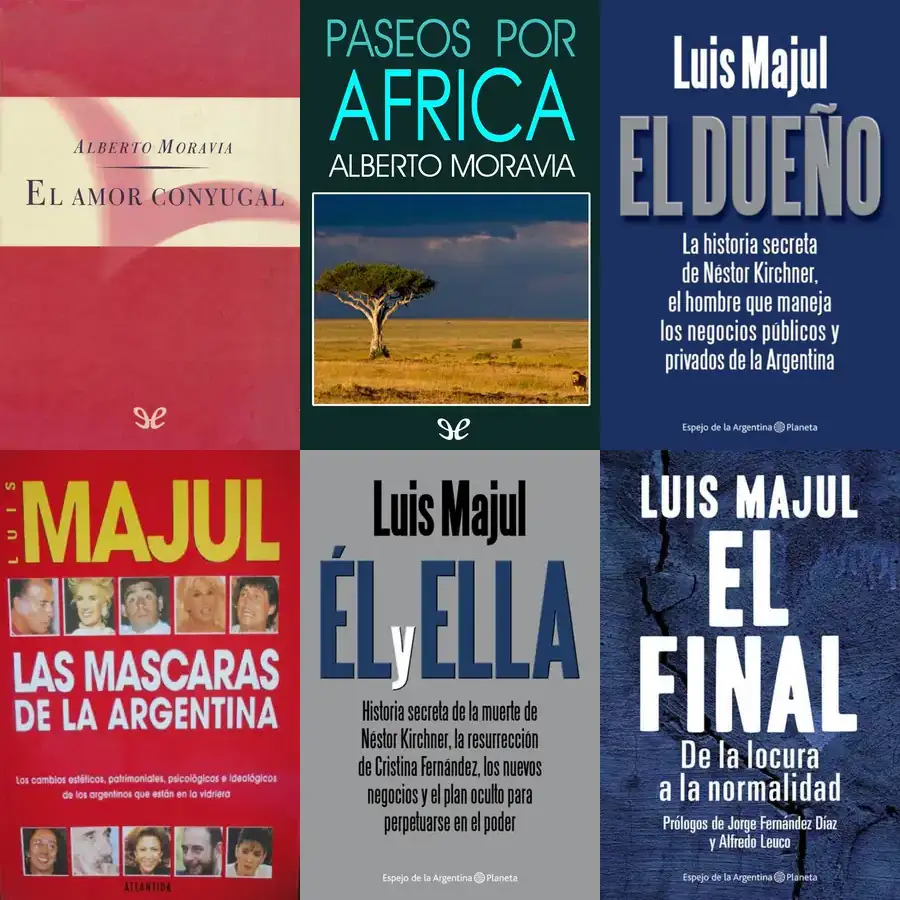 ALBERTO MORAVIA
EL AMOR CONYUGAL
PASEOS POR
AFRICA
ALBERTO MORAVIA
Luis Majul
EL DUEÑO
La historia secreta
de Néstor Kirchner,
el hombre que maneja
los negocios públicos y
privados de la Argentina
Espejo de la Argentina Planeta
LUIS
MAJUL
LAS MASCARAS
DE LA ARGENTINA
Los cambios estéticos, patrimoniales, psicológicos e ideológicos
de los argentinos que están en la vidriera
ATLANTIDA
Luis Majul
ÉL y ELLA
Historia secreta de la muerte de
Néstor Kirchner, la resurrección
de Cristina Fernández, los nuevos
negocios y el plan oculto para
perpetuarse en el poder
Espejo de la Argentina Planeta
LUIS MAJUL
EL
FINAL
De la locura
a la normalidad
Prólogos de Jorge Fernández Díaz
y Alfredo Leuco
Espejo de la Argentina Planeta